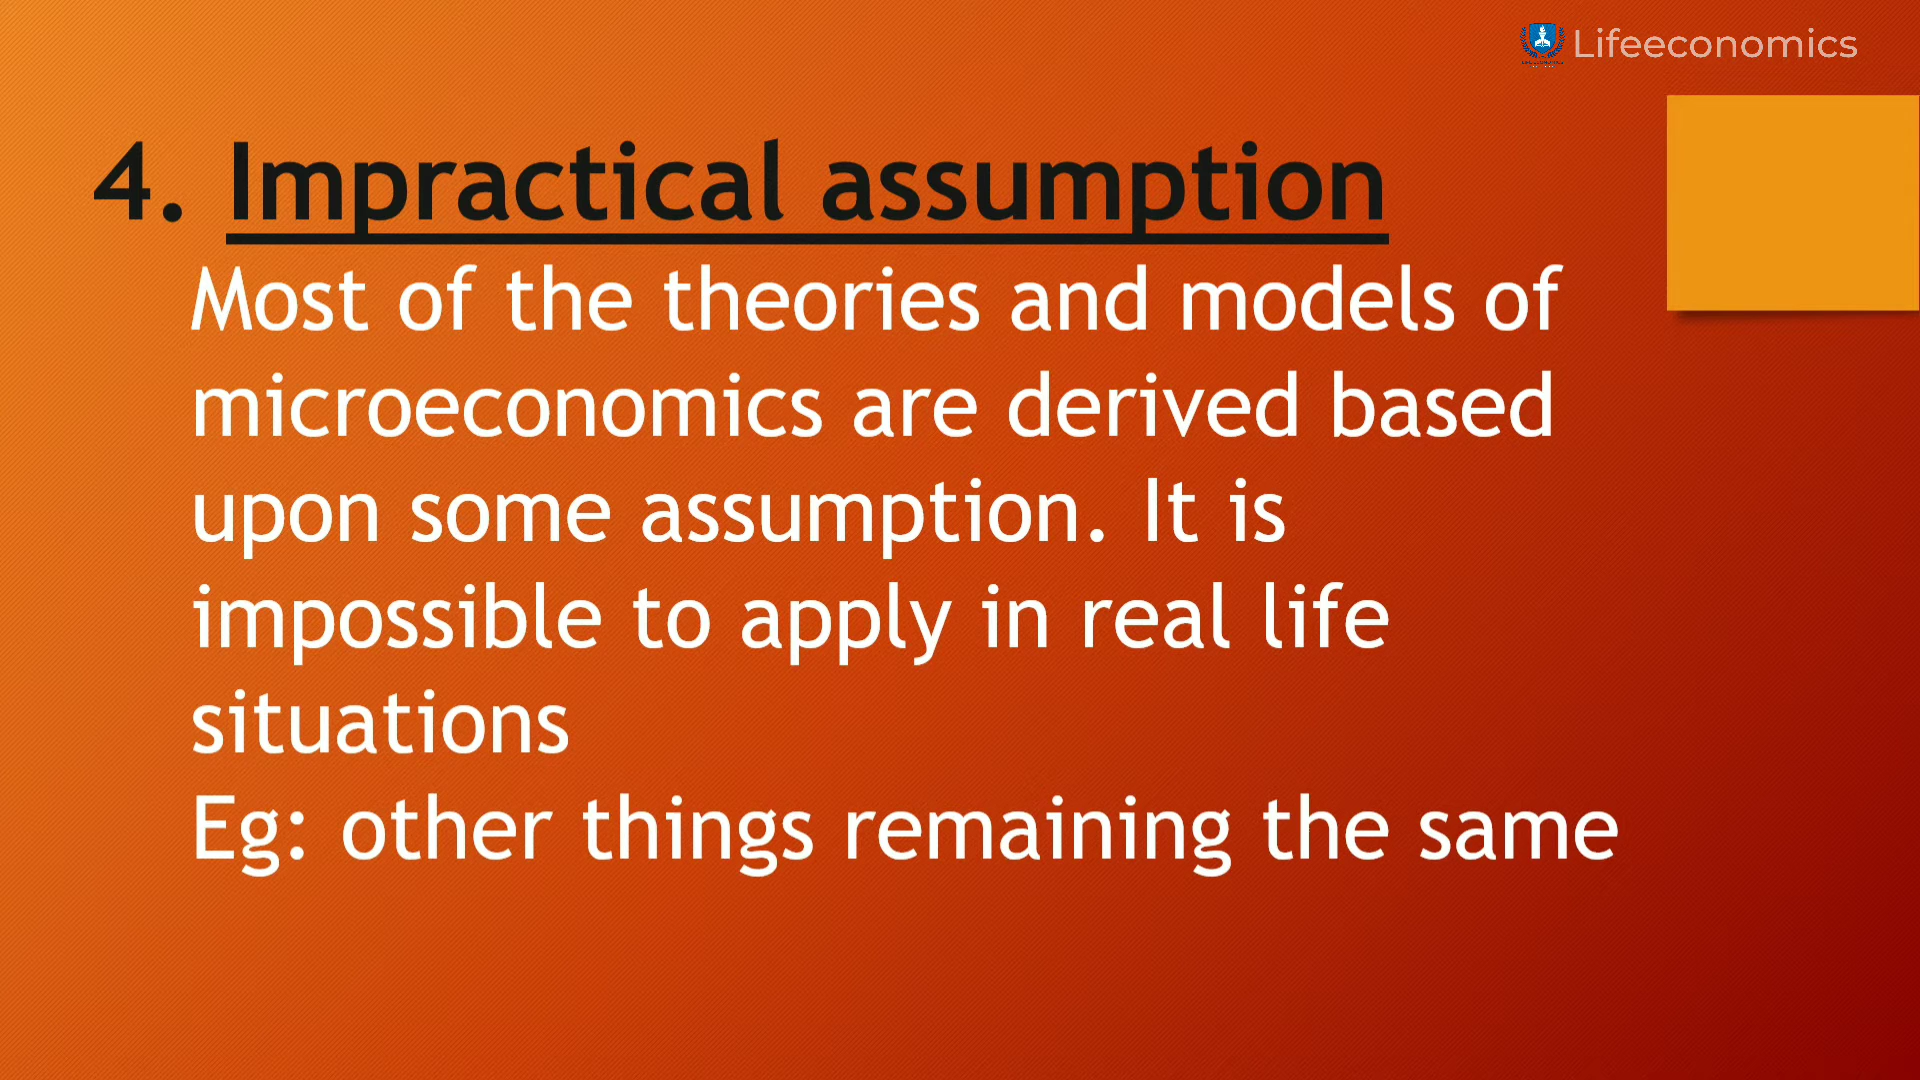 Lifeeconomics
4. Impractical assumption
Most of the theories and models of
microeconomics are derived based
upon some assumption. It is
impossible to apply in real life
situations
Eg: other things remaining the same